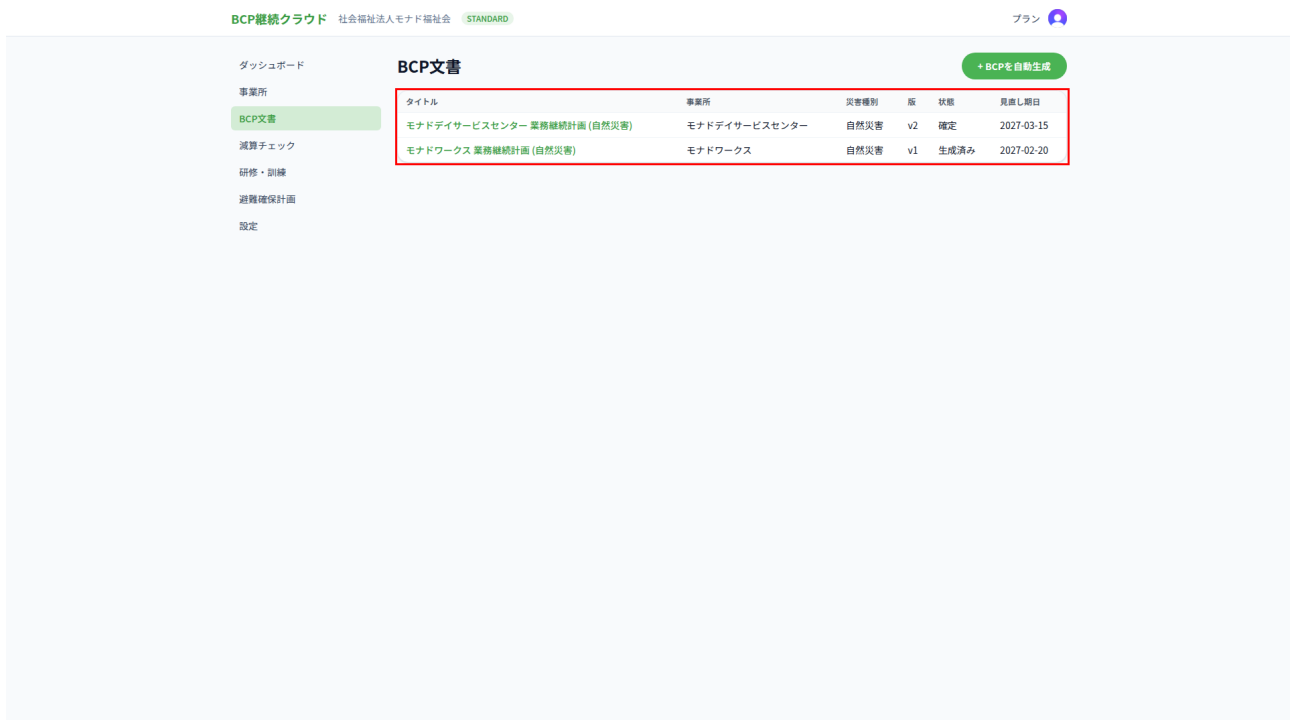 BCP継続クラウド 社会福祉法人モナド福祉会 STANDARD プラン
ダッシュボード
事業所
BCP文書
減算チェック
研修・訓練
避難確保計画
設定
BCP文書
+ BCPを自動生成
タイトル 事業所 災害種別 版 状態 見直し期日
モナドデイサービスセンター 業務継続計画 (自然災害) モナドデイサービスセンター 自然災害 v2 確定 2027-03-15
モナドワークス 業務継続計画 (自然災害) モナドワークス 自然災害 v1 生成済み 2027-02-20